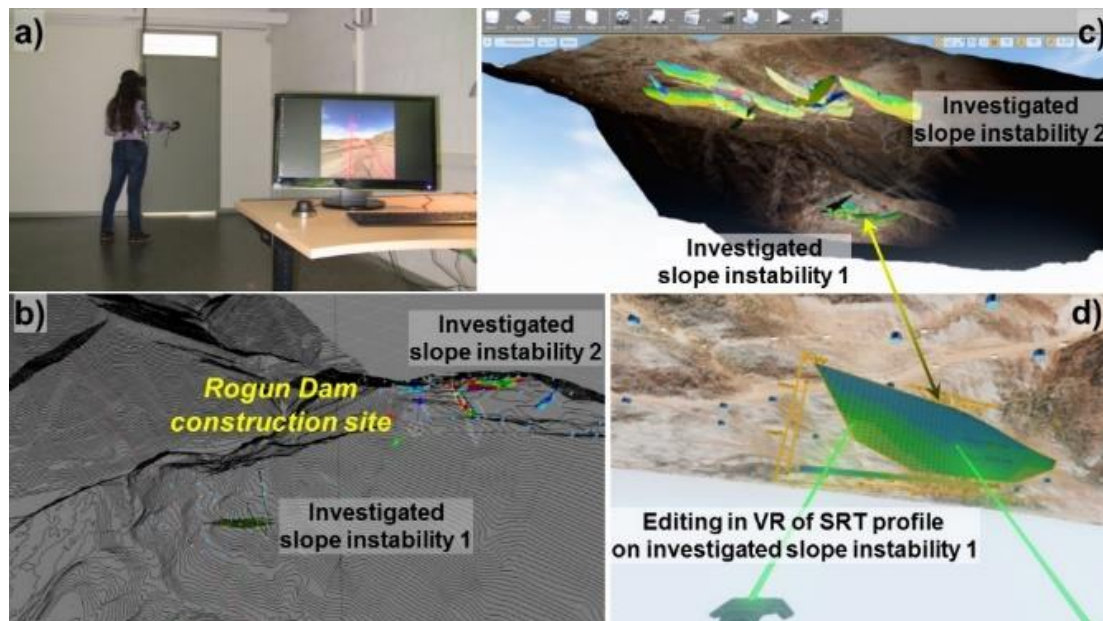 a)
c)
Investigated
slope instability 2
Investigated
slope instability 1
b)
Investigated
slope instability 2
Rogun Dam
construction site
Investigated
slope instability 1
d)
Editing in VR of SRT profile
on investigated slope instability 1